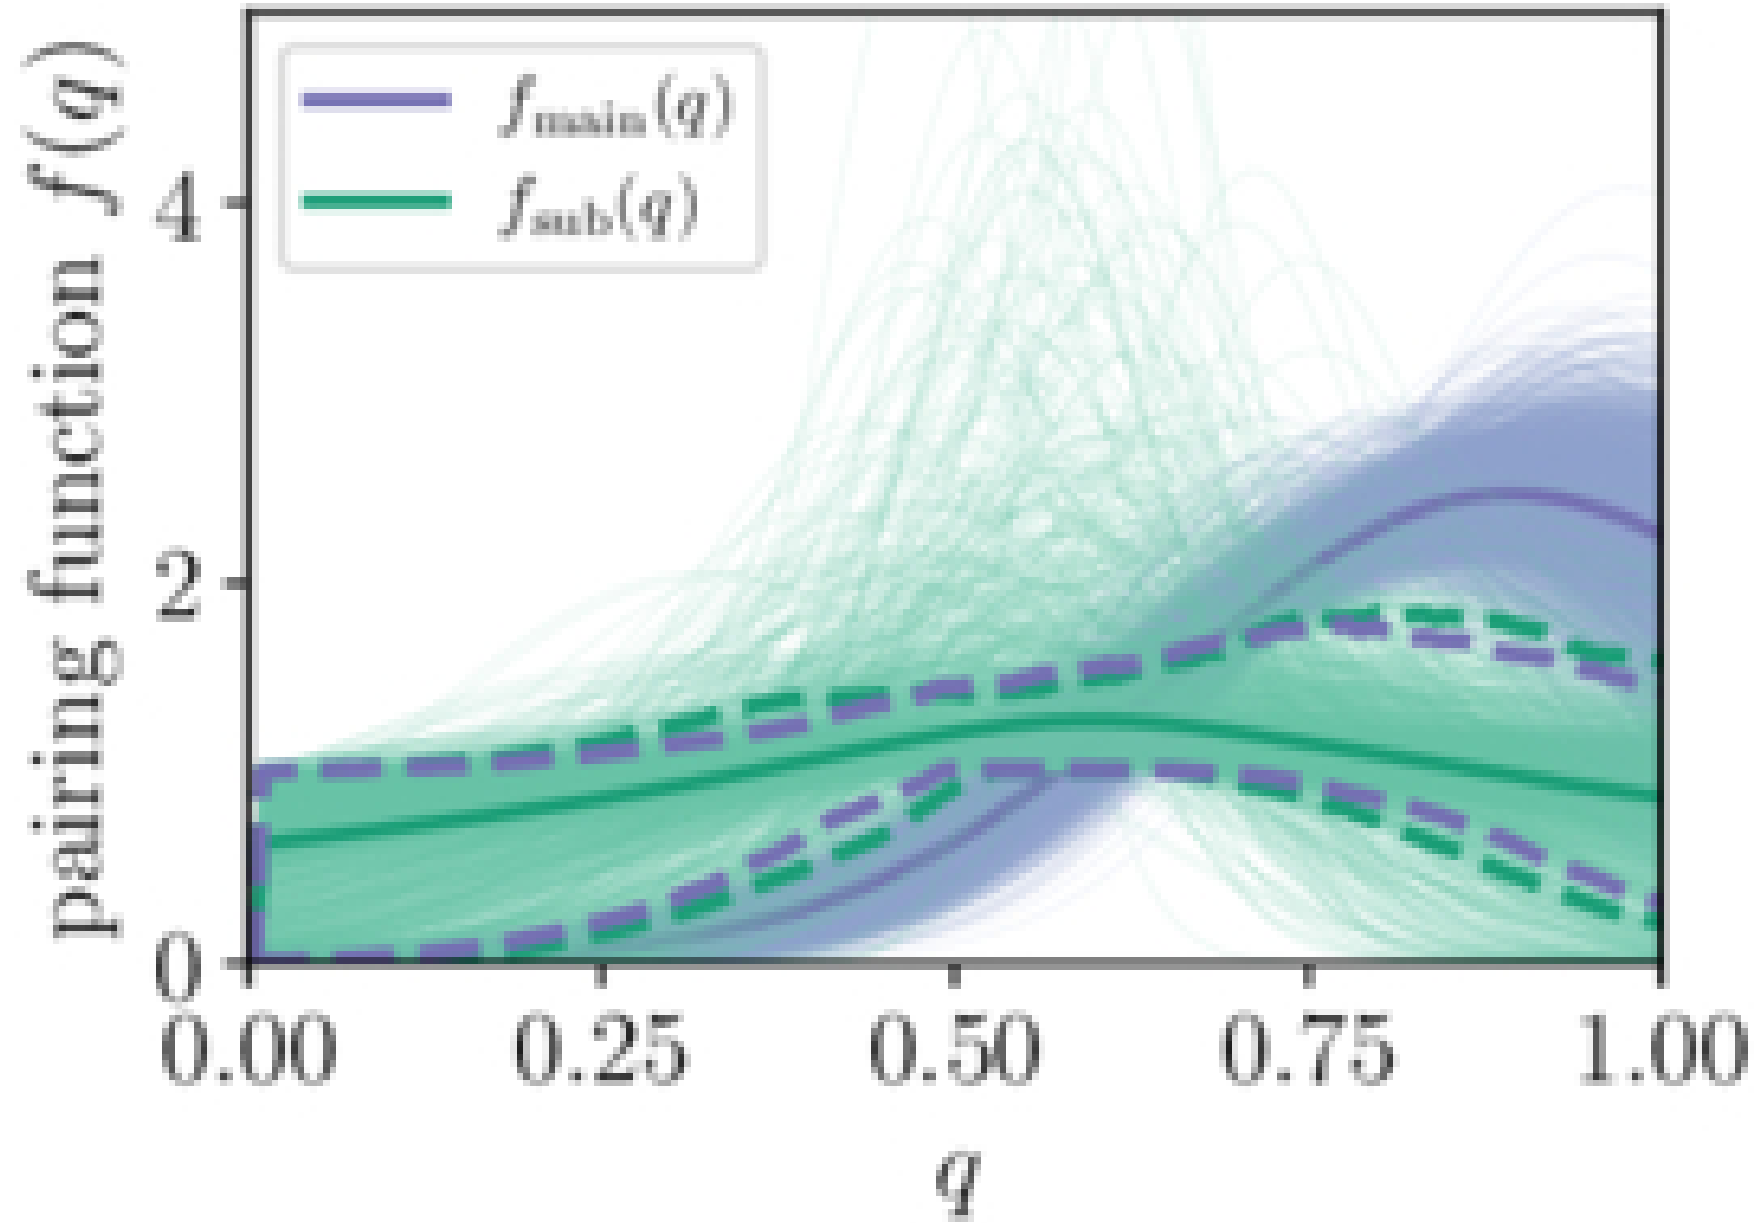 pairing function f(q)
f_main(q)
f_sub(q)
4
2
0
0.00 0.25 0.50 0.75 1.00
q